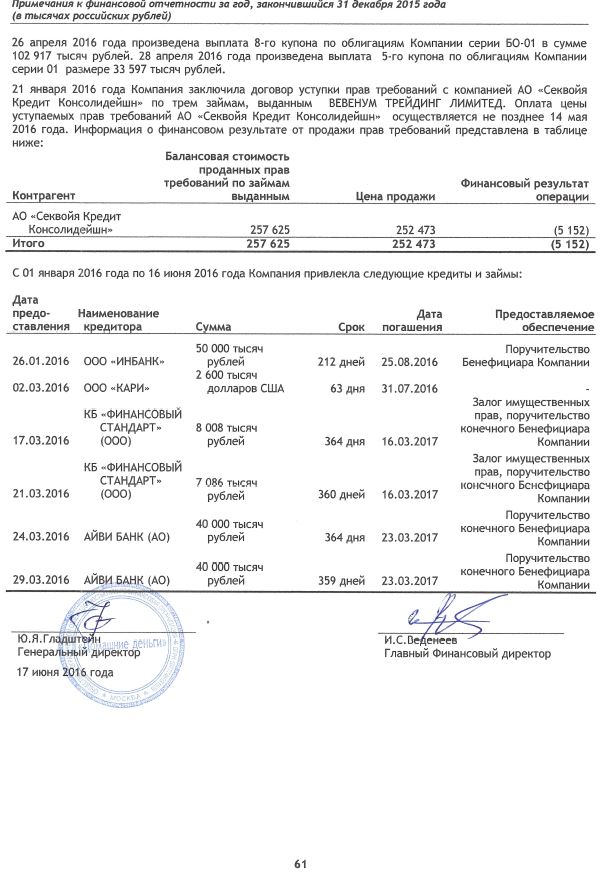 Примечания к финансовой отчетности за год, закончившийся 31 декабря 2015 года
(в тысячах российских рублей)
26 апреля 2016 года произведена выплата 8-го купона по облигациям Компании серии БО-01 в сумме
102 917 тысяч рублей. 28 апреля 2016 года произведена выплата 5-го купона по облигациям Компании
серии 01 размере 33 597 тысяч рублей.
21 января 2016 года Компания заключила договор уступки прав требований с компанией АО «Секвойя
Кредит Консолидейшн» по трем займам, выданным ВЕВЕНУМ ТРЕЙДИНГ ЛИМИТЕД. Оплата цены
уступаемых прав требований АО «Секвойя Кредит Консолидейшн» осуществляется не позднее 14 мая
2016 года. Информация о финансовом результате от продажи прав требований представлена в таблице
ниже:
Балансовая стоимость
проданных прав
требований по займам
выданным
Контрагент
Цена продажи
Финансовый результат
операции
АО «Секвойя Кредит
Консолидейшн» 257 625 252 473 (5 152)
Итого 257 625 252 473 (5 152)
С 01 января 2016 года по 16 июня 2016 года Компания привлекла следующие кредиты и займы:
Дата
предо-
ставления
Наименование
кредитора
Сумма
Срок
Дата
погашения
Предоставляемое
обеспечение
26.01.2016 ООО «ИНБАНК»
50 000 тысяч
рублей
212 дней 25.08.2016
Поручительство
Бенефициара Компании
02.03.2016 ООО «КАРИ»
2 600 тысяч
долларов США
63 дня 31.07.2016 -
17.03.2016
КБ «ФИНАНСОВЫЙ
СТАНДАРТ»
(ООО)
8 008 тысяч
рублей
364 дня 16.03.2017
Залог имущественных
прав, поручительство
конечного Бенефициара
Компании
21.03.2016
КБ «ФИНАНСОВЫЙ
СТАНДАРТ»
(ООО)
7 086 тысяч
рублей
360 дней 16.03.2017
Залог имущественных
прав, поручительство
конечного Бенефициара
Компании
24.03.2016 АЙВИ БАНК (АО)
40 000 тысяч
рублей
364 дня 23.03.2017
Поручительство
конечного Бенефициара
Компании
29.03.2016 АЙВИ БАНК (АО)
40 000 тысяч
рублей
359 дней 23.03.2017
Поручительство
конечного Бенефициара
Компании
Ю.Я.Гладштейн
Генеральный директор
17 июня 2016 года
«Домашние деньги»
МОСКВА
И.С.Веденеев
Главный Финансовый директор
61